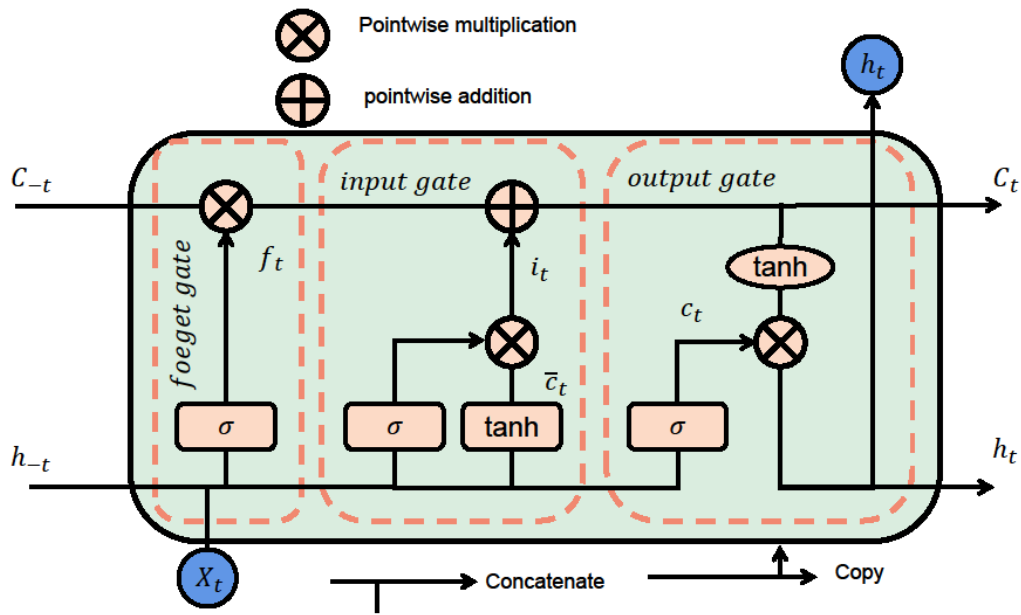 Pointwise multiplication
pointwise addition
h_t
C_{-t}
input gate
output gate
C_t
foeget gate
f_t
i_t
tanh
c_t
c̅_t
σ
σ
tanh
σ
h_{-t}
h_t
X_t
Concatenate
Copy